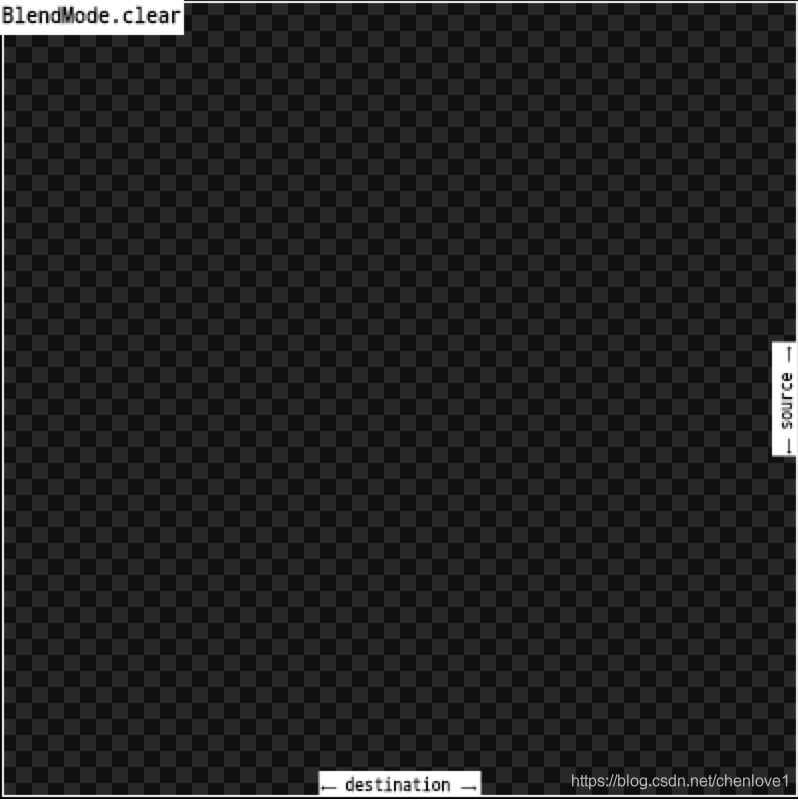 BlendMode.clear
← source →
← destination →
https://blog.csdn.net/chenlove1